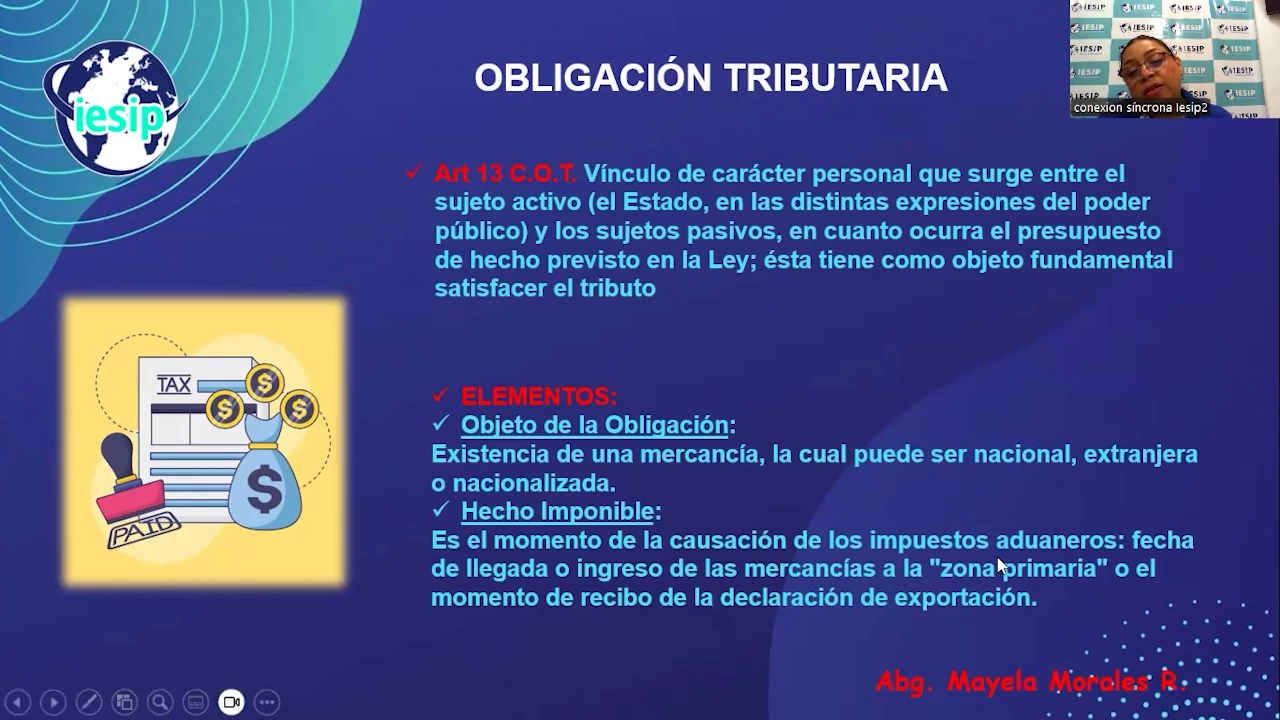 OBLIGACIÓN TRIBUTARIA
iesip
IESIP
conexion síncrona Iesip2
✓ Art 13 C.O.T. Vínculo de carácter personal que surge entre el
sujeto activo (el Estado, en las distintas expresiones del poder
público) y los sujetos pasivos, en cuanto ocurra el presupuesto
de hecho previsto en la Ley; ésta tiene como objeto fundamental
satisfacer el tributo
TAX
PAID
✓ ELEMENTOS:
✓ Objeto de la Obligación:
Existencia de una mercancía, la cual puede ser nacional, extranjera
o nacionalizada.
✓ Hecho Imponible:
Es el momento de la causación de los impuestos aduaneros: fecha
de llegada o ingreso de las mercancías a la "zona primaria" o el
momento de recibo de la declaración de exportación.
Abg. Mayela Morales R.